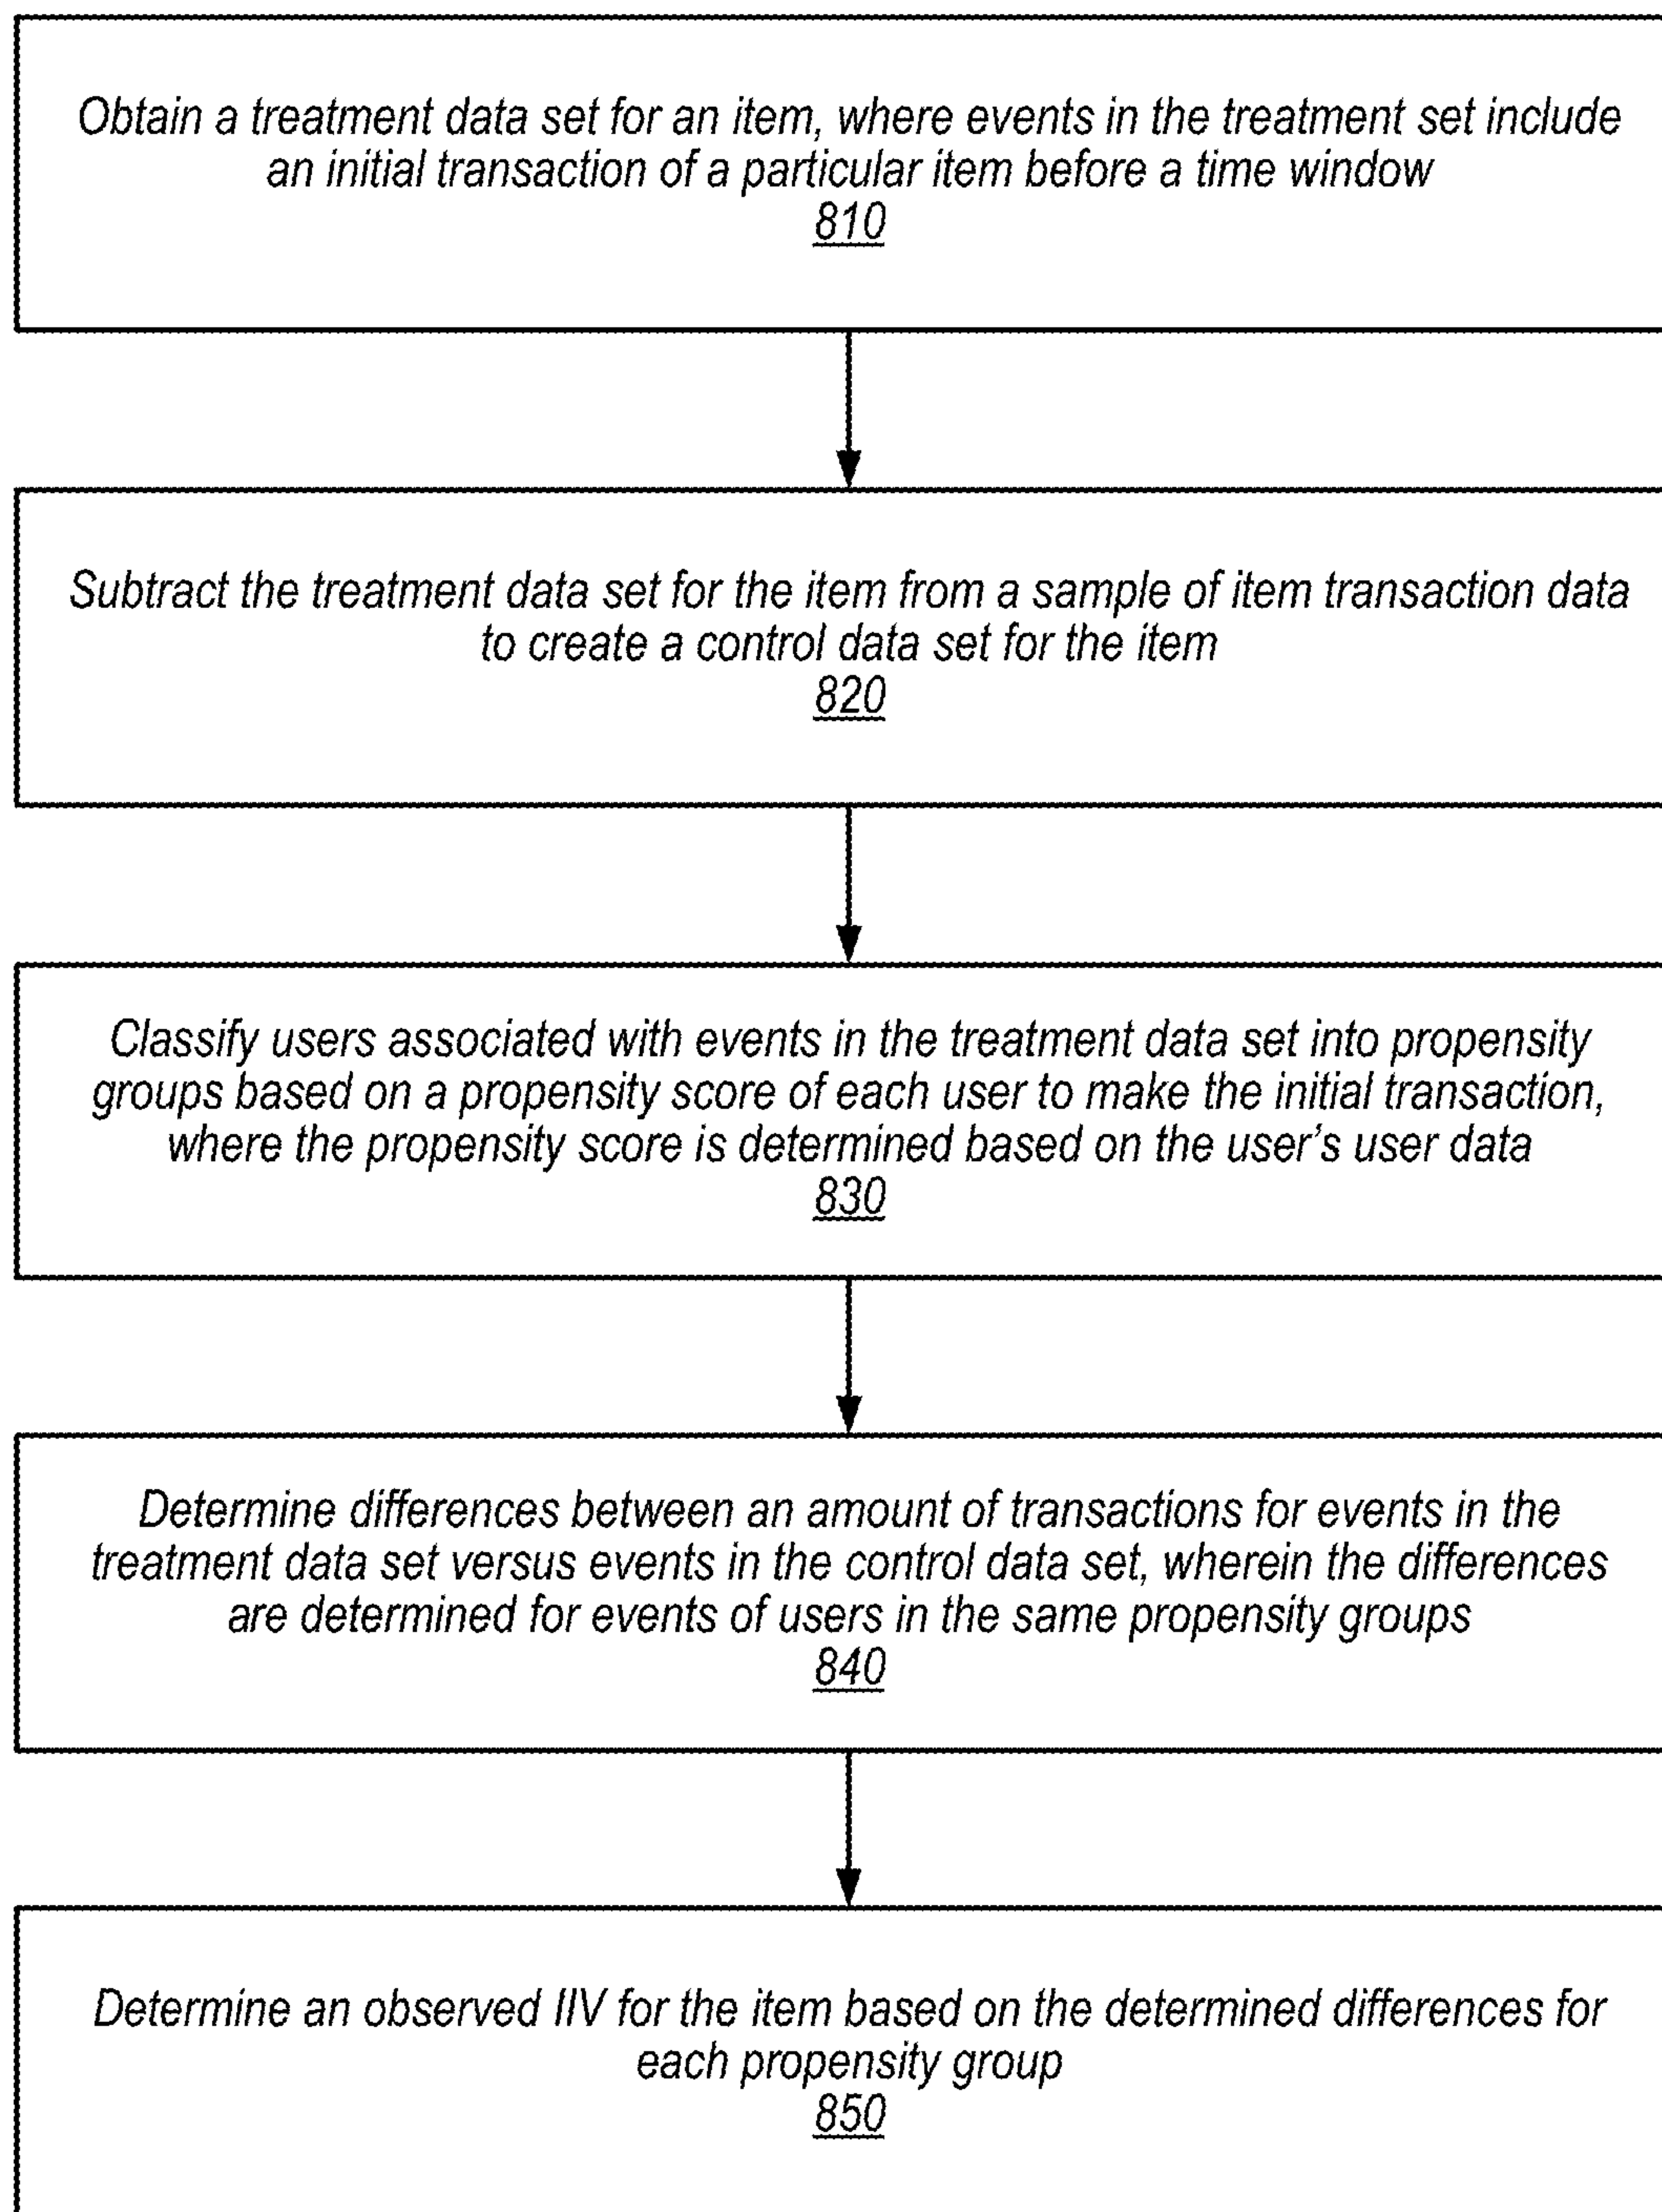 Obtain a treatment data set for an item, where events in the treatment set include
an initial transaction of a particular item before a time window
810
Subtract the treatment data set for the item from a sample of item transaction data
to create a control data set for the item
820
Classify users associated with events in the treatment data set into propensity
groups based on a propensity score of each user to make the initial transaction,
where the propensity score is determined based on the user's user data
830
Determine differences between an amount of transactions for events in the
treatment data set versus events in the control data set, wherein the differences
are determined for events of users in the same propensity groups
840
Determine an observed IIV for the item based on the determined differences for
each propensity group
850